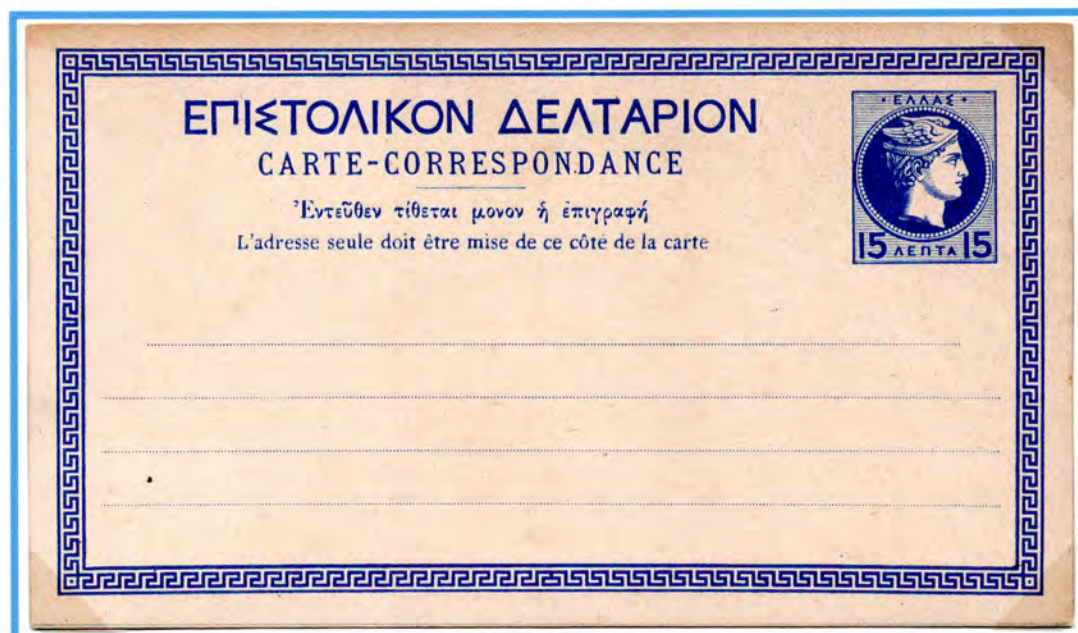 ΕΠΙΣΤΟΛΙΚΟΝ ΔΕΛΤΑΡΙΟΝ
CARTE-CORRESPONDANCE
Ἐντεῦθεν τίθεται μονον ἡ ἐπιγραφή
L'adresse seule doit être mise de ce côté de la carte
· ΕΛΛΑΣ ·
15 ΛΕΠΤΑ 15